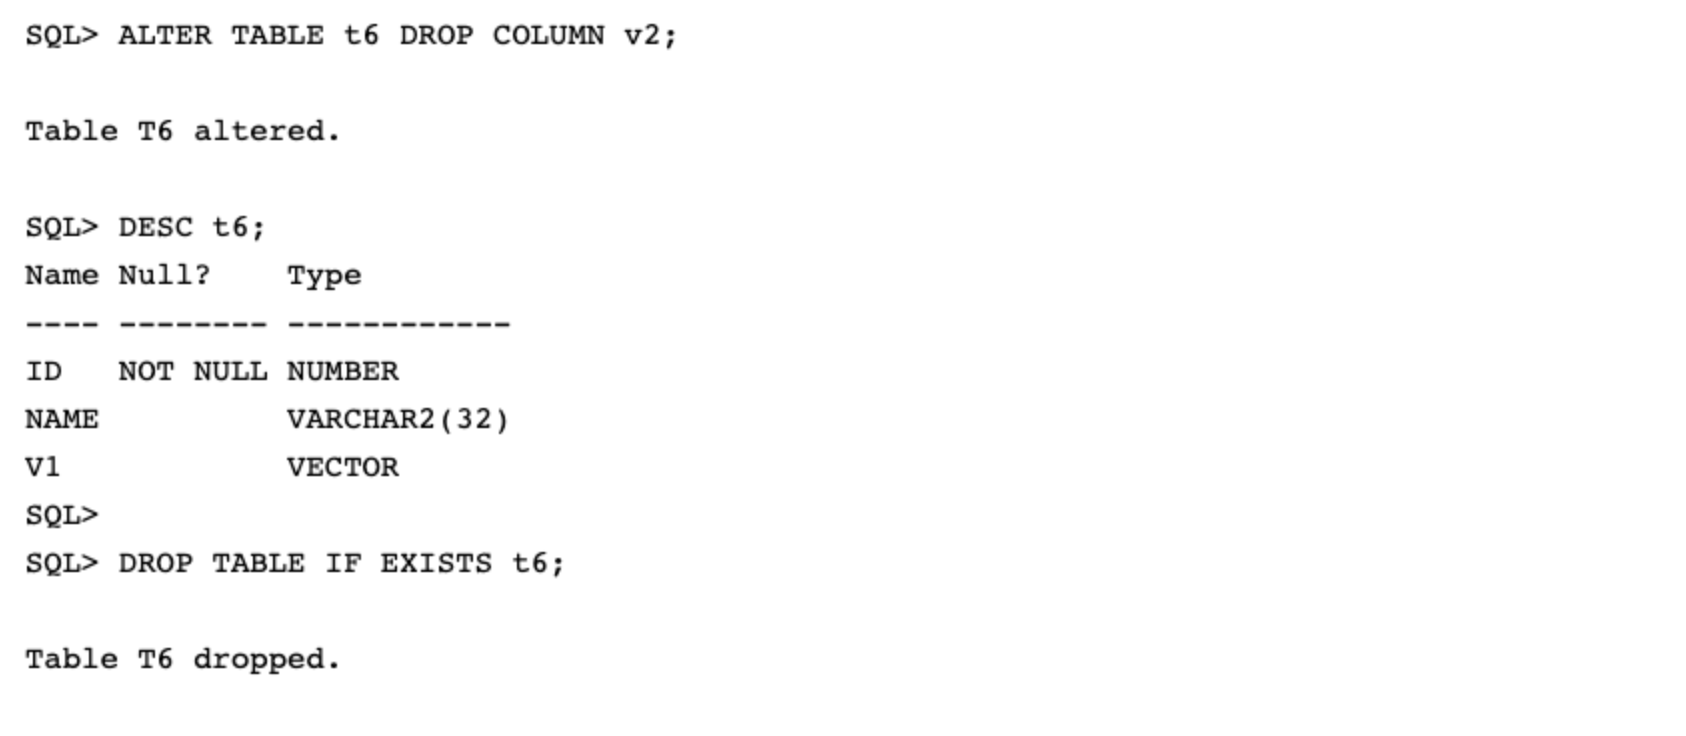 SQL> ALTER TABLE t6 DROP COLUMN v2;
Table T6 altered.
SQL> DESC t6;
Name Null?    Type
---- -------- ------------
ID   NOT NULL NUMBER
NAME          VARCHAR2(32)
V1            VECTOR
SQL>
SQL> DROP TABLE IF EXISTS t6;
Table T6 dropped.